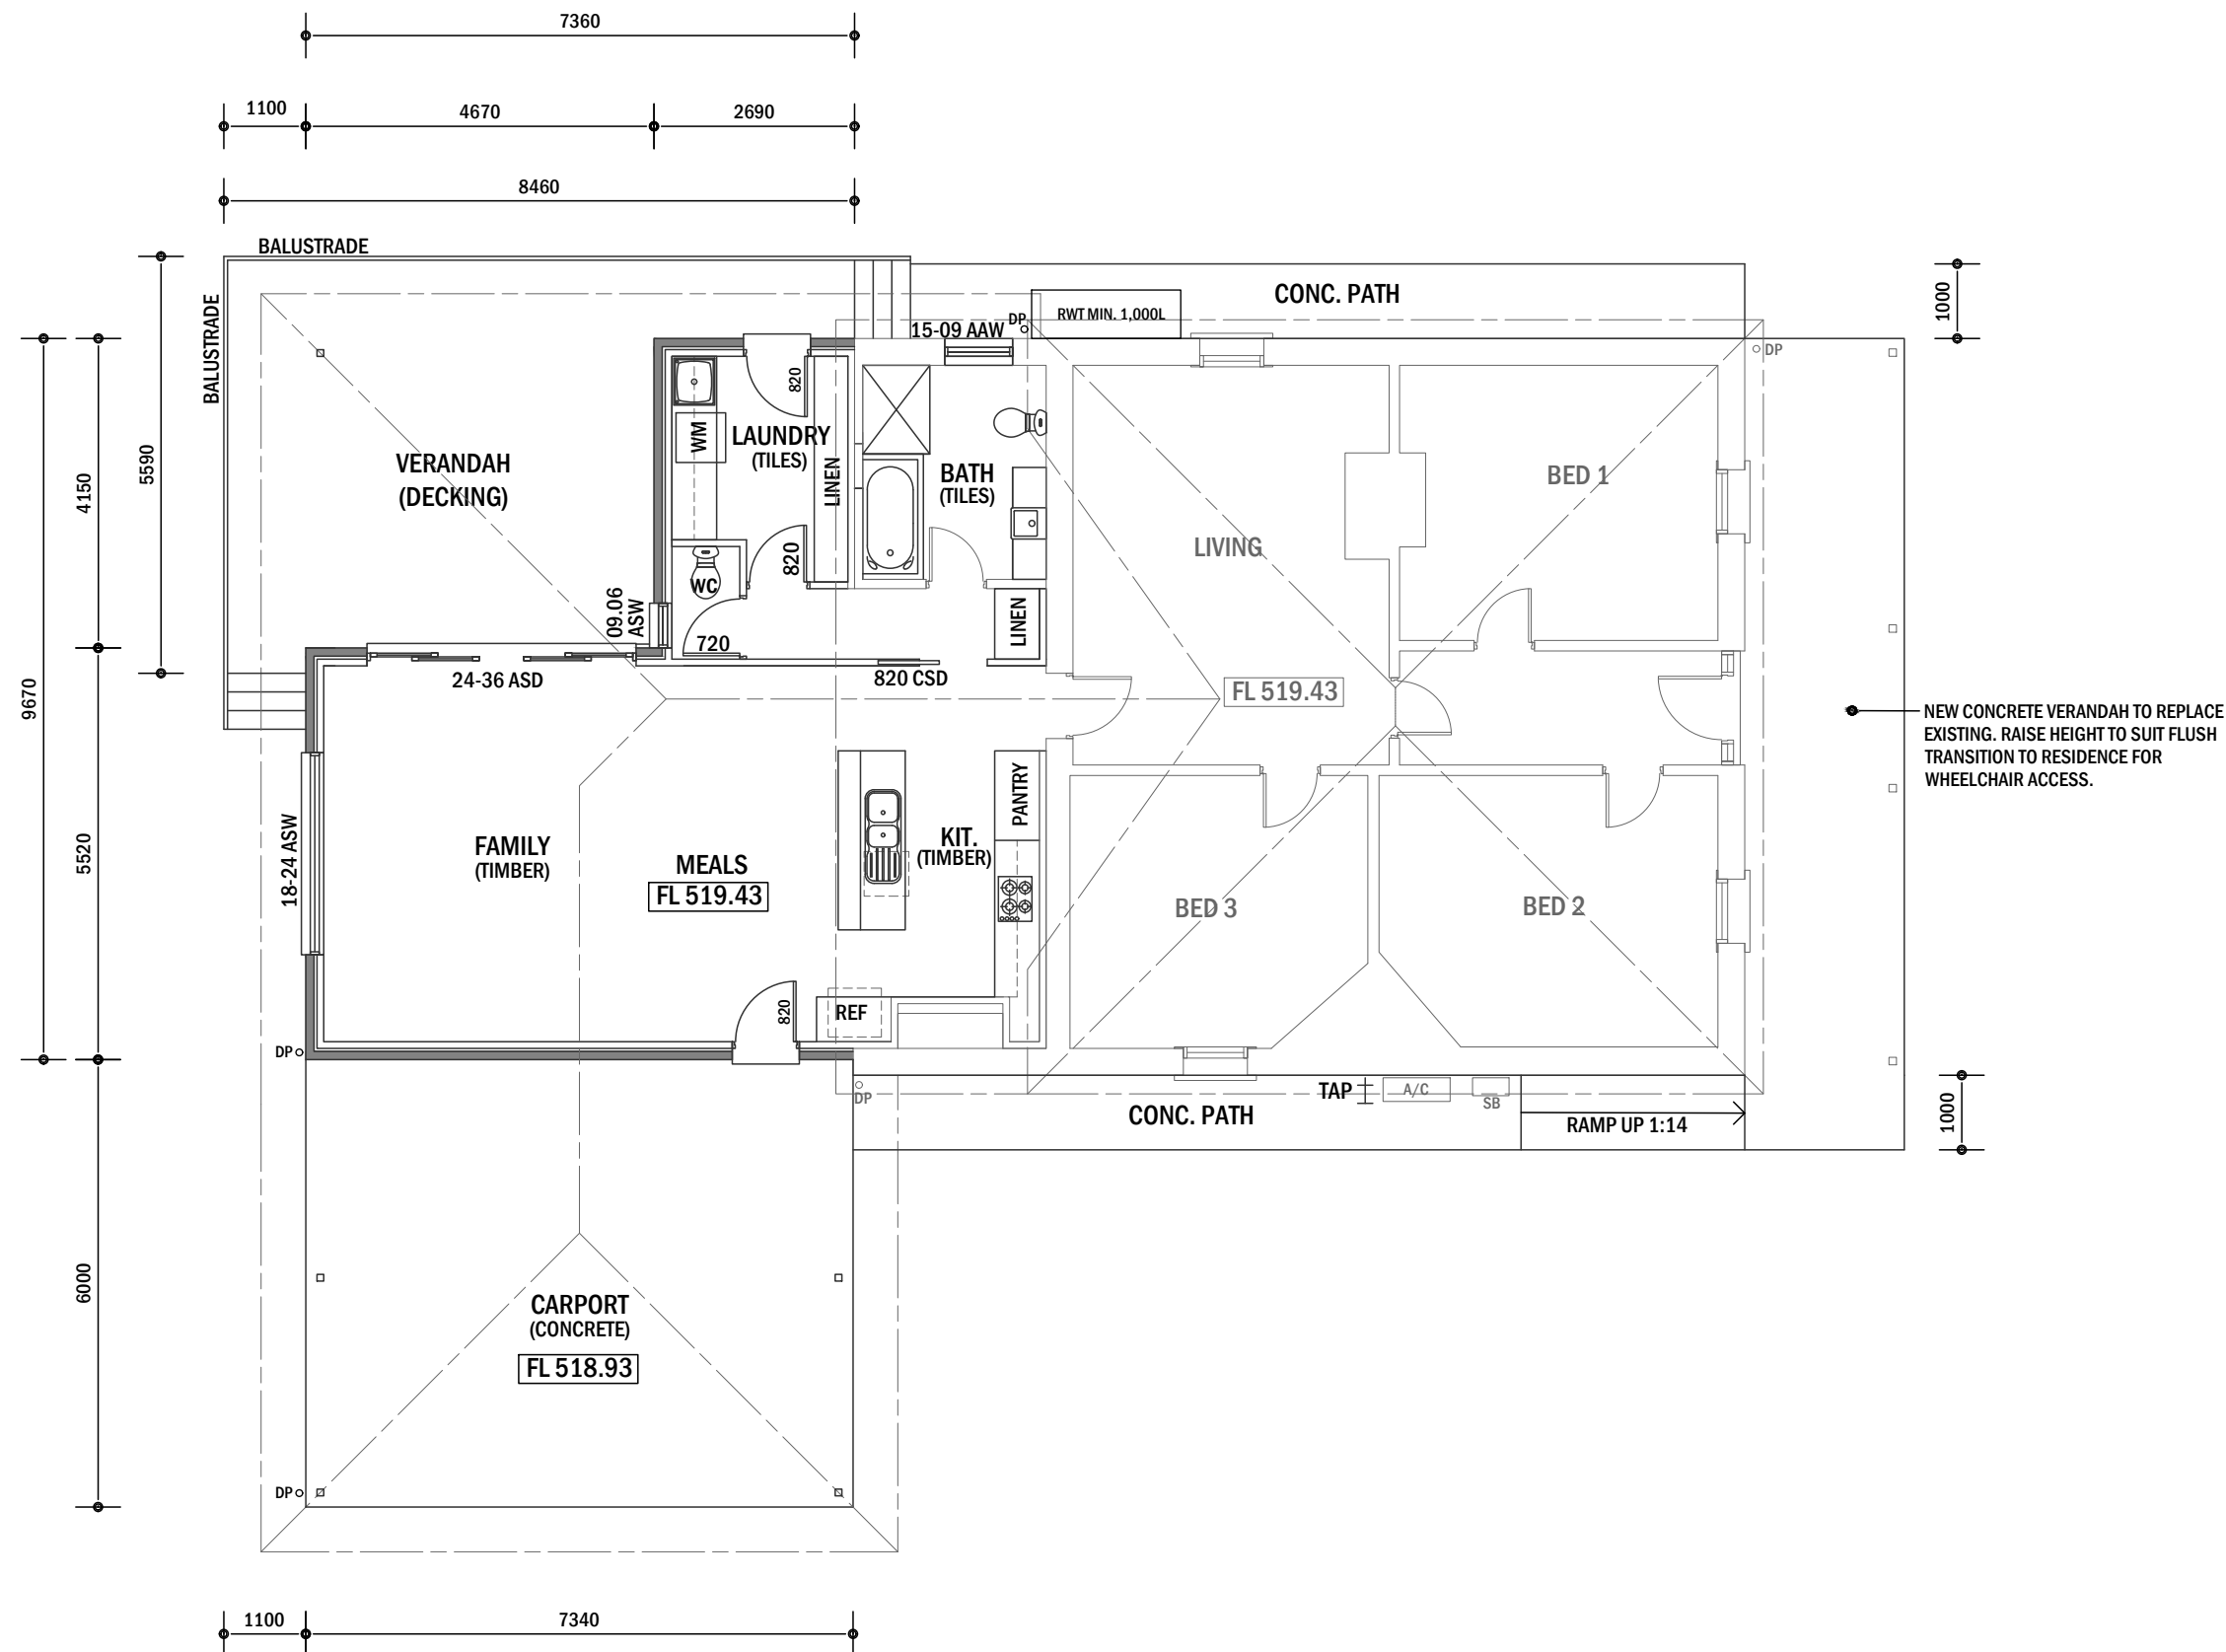 7360
1100
4670
2690
8460
BALUSTRADE
BALUSTRADE
CONC. PATH
1000
RWT MIN. 1,000L
DP
15-09 AAW
DP
820
WM
LAUNDRY
(TILES)
LINEN
BATH
(TILES)
VERANDAH
(DECKING)
BED 1
LIVING
5590
4150
9670
820
WC
09.06
ASW
LINEN
720
24-36 ASD
820 CSD
FL 519.43
NEW CONCRETE VERANDAH TO REPLACE
EXISTING. RAISE HEIGHT TO SUIT FLUSH
TRANSITION TO RESIDENCE FOR
WHEELCHAIR ACCESS.
5520
18-24 ASW
FAMILY
(TIMBER)
MEALS
FL 519.43
KIT.
(TIMBER)
PANTRY
BED 3
BED 2
820
REF
DP
DP
TAP
A/C
SB
CONC. PATH
RAMP UP 1:14
1000
6000
CARPORT
(CONCRETE)
FL 518.93
DP
1100
7340